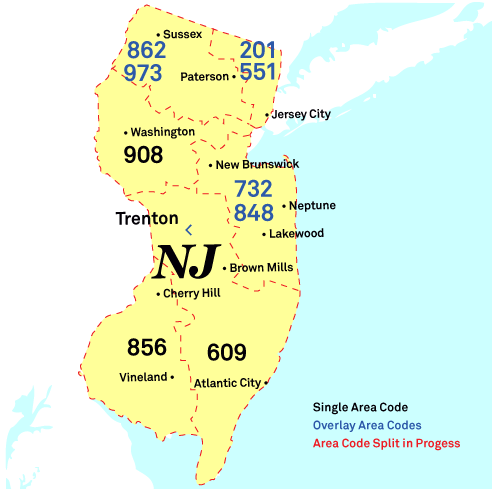 Sussex
862
973
201
551
Paterson
Jersey City
Washington
908
New Brunswick
732
848
Neptune
Trenton
Lakewood
NJ
Brown Mills
Cherry Hill
856
609
Vineland
Atlantic City
Single Area Code
Overlay Area Codes
Area Code Split in Progess